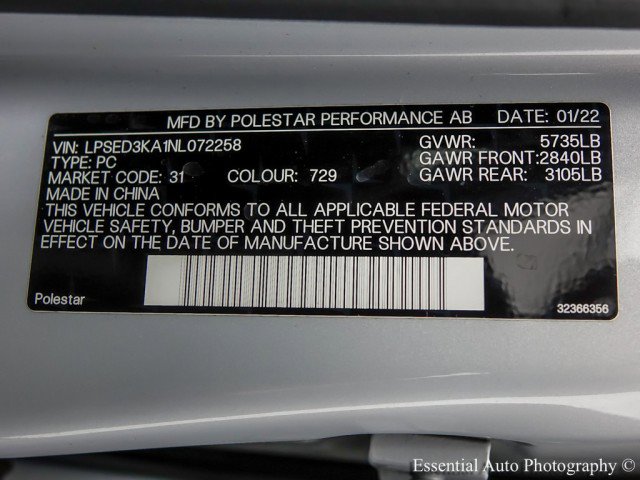 MFD BY POLESTAR PERFORMANCE AB DATE: 01/22
VIN: LPSED3KA1NL072258 GVWR: 5735LB
TYPE: PC GAWR FRONT:2840LB
MARKET CODE: 31 COLOUR: 729 GAWR REAR: 3105LB
MADE IN CHINA
THIS VEHICLE CONFORMS TO ALL APPLICABLE FEDERAL MOTOR
VEHICLE SAFETY, BUMPER AND THEFT PREVENTION STANDARDS IN
EFFECT ON THE DATE OF MANUFACTURE SHOWN ABOVE.
Polestar 32366356
Essential Auto Photography ©